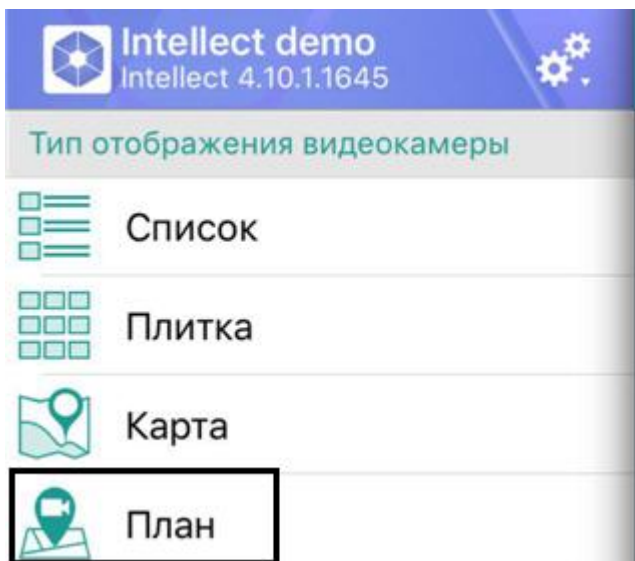 Intellect demo
Intellect 4.10.1.1645
Тип отображения видеокамеры
Список
Плитка
Карта
План